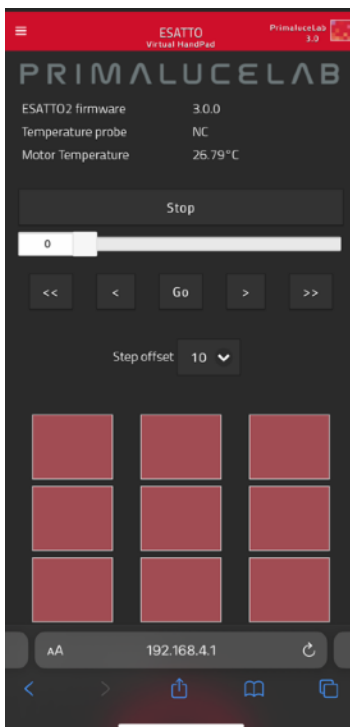 ESATTO
Virtual HandPad
PrimaluceLab
3.0
PRIMALUCELAB
ESATTO2 firmware 3.0.0
Temperature probe NC
Motor Temperature 26.79°C
Stop
0
<< < Go > >>
Step offset 10
AA 192.168.4.1